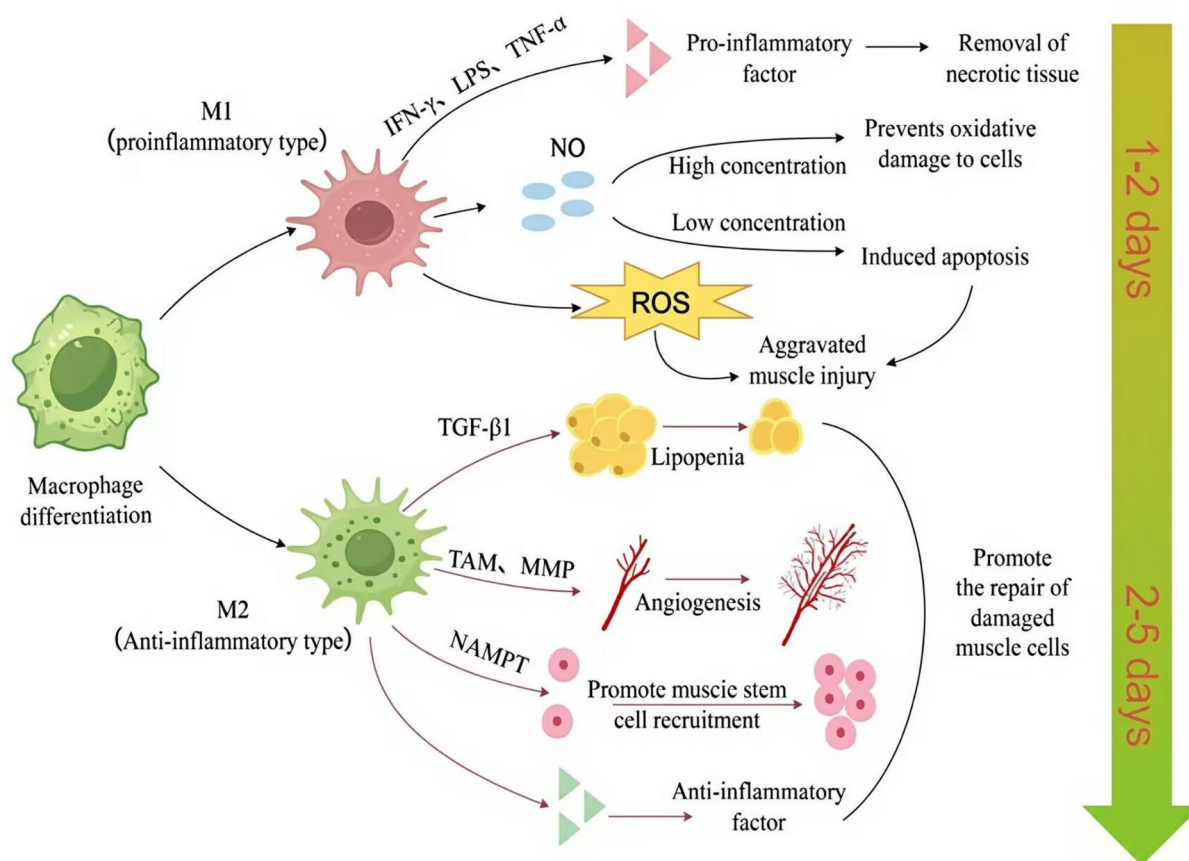 IFN-γ、LPS、TNF-α
Pro-inflammatory
factor
Removal of
necrotic tissue
M1
(proinflammatory type)
NO
High concentration
Prevents oxidative
damage to cells
Low concentration
Induced apoptosis
ROS
Aggravated
muscle injury
1-2 days
Macrophage
differentiation
TGF-β1
Lipopenia
TAM、MMP
Angiogenesis
M2
(Anti-inflammatory type)
NAMPT
Promote muscie stem
cell recruitment
Anti-inflammatory
factor
Promote
the repair of
damaged
muscle cells
2-5 days